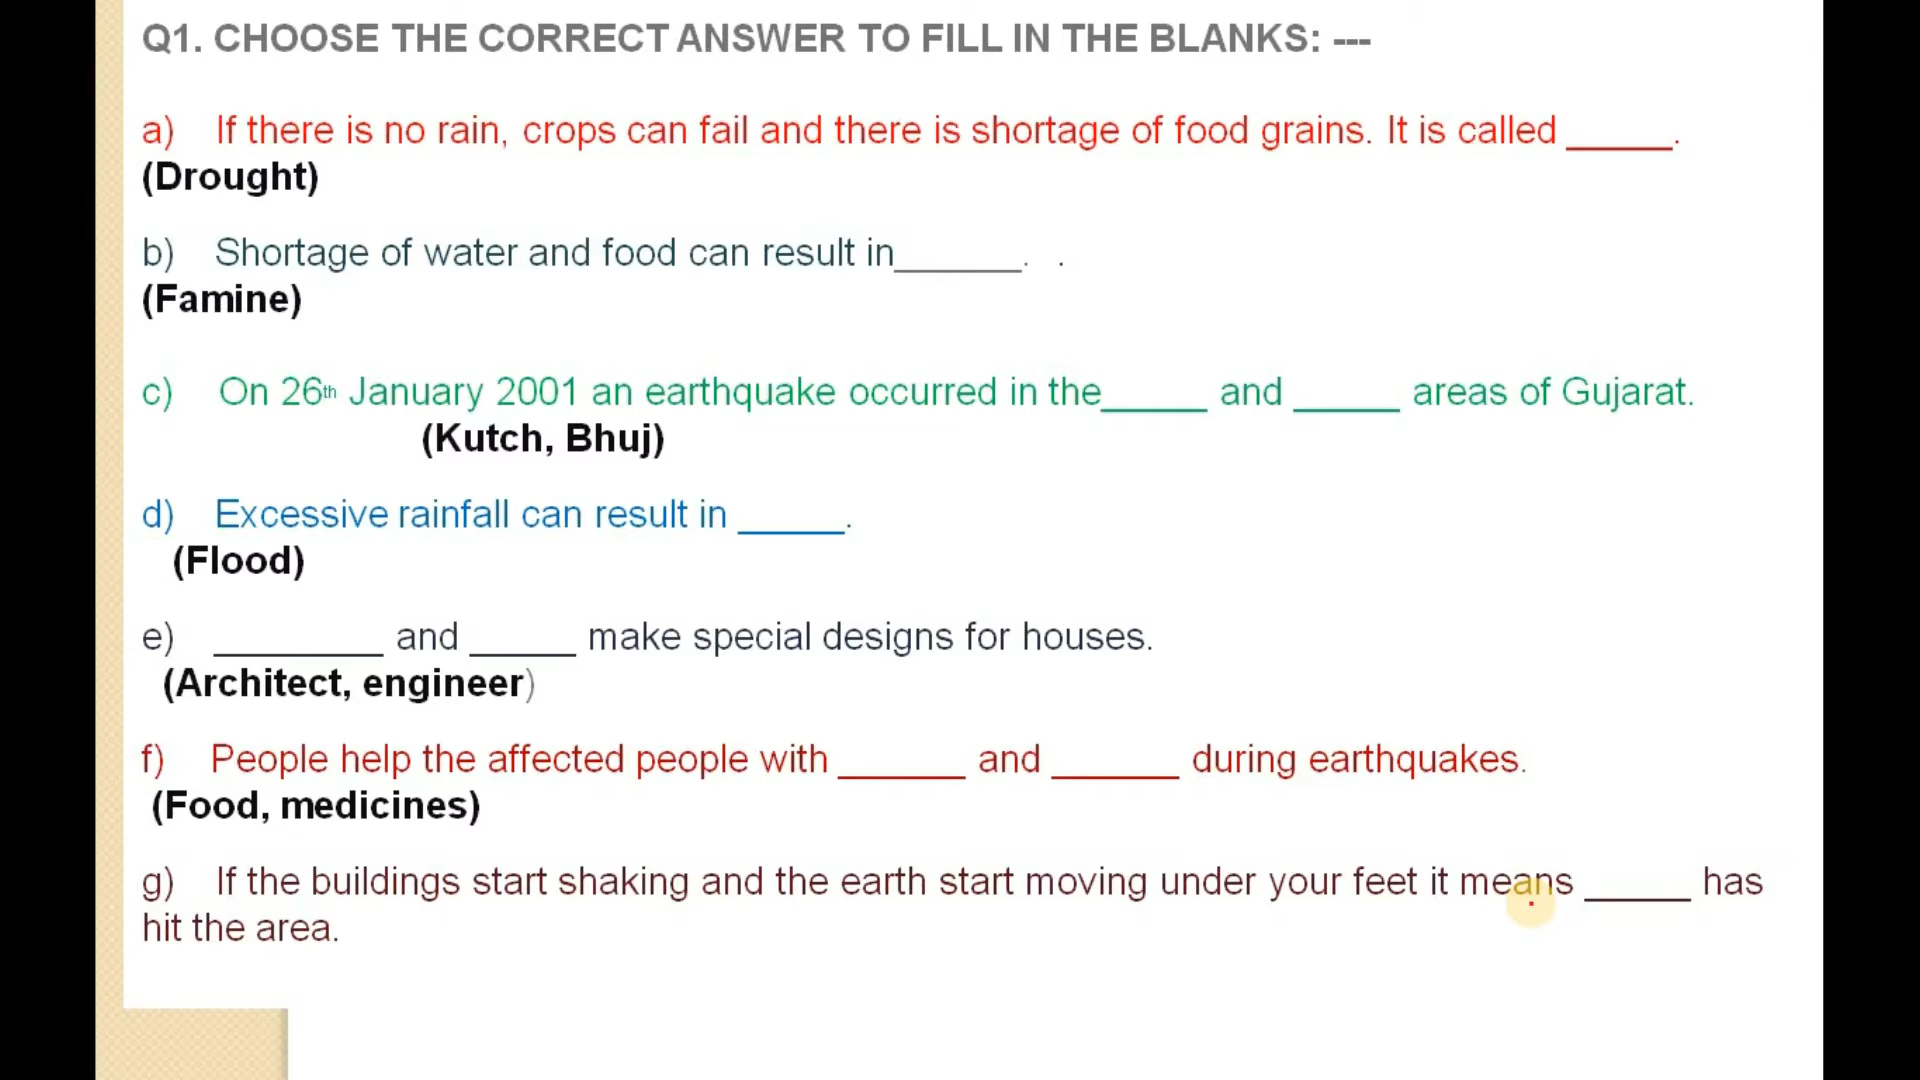 Q1. CHOOSE THE CORRECT ANSWER TO FILL IN THE BLANKS: ---
a) If there is no rain, crops can fail and there is shortage of food grains. It is called _____.
(Drought)
b) Shortage of water and food can result in______. .
(Famine)
c) On 26th January 2001 an earthquake occurred in the_____ and _____ areas of Gujarat.
(Kutch, Bhuj)
d) Excessive rainfall can result in _____.
(Flood)
e) ________ and _____ make special designs for houses.
(Architect, engineer)
f) People help the affected people with ______ and ______ during earthquakes.
(Food, medicines)
g) If the buildings start shaking and the earth start moving under your feet it means _____ has
hit the area.